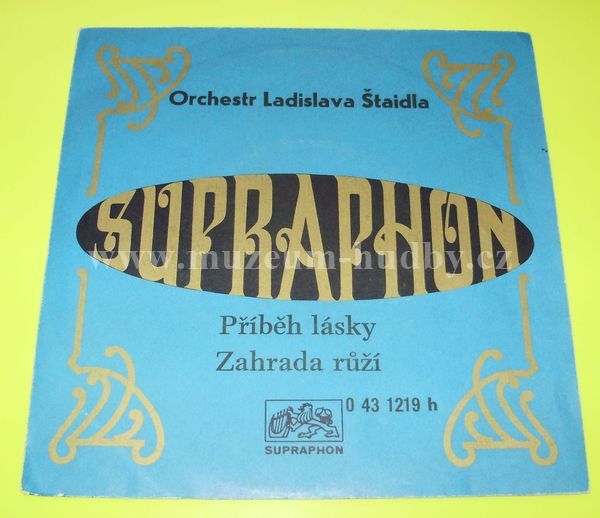 Orchestr Ladislava Štaidla
SUPRAPHON
www.muzeum-hudby.cz
Příběh lásky
Zahrada růží
0 43 1219 h
SUPRAPHON